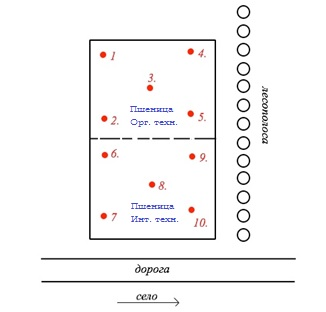 1
4.
3.
Пшеница
Орг. техн.
2.
5.
лесополоса
6.
9.
8.
Пшеница
Инт. техн.
7
10.
дорога
село